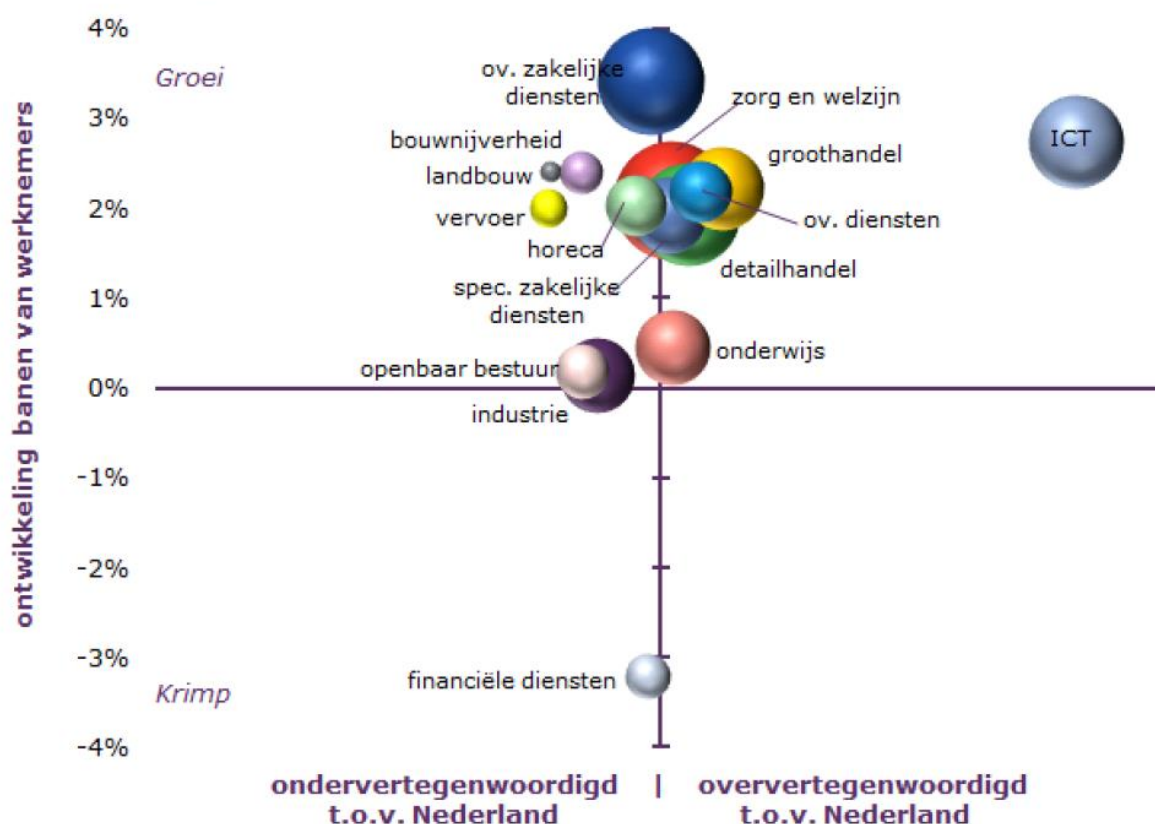 4%
Groei
ov. zakelijke
diensten
zorg en welzijn
3%
bouwnijverheid
ICT
groothandel
landbouw
2%
vervoer
ov. diensten
horeca
detailhandel
spec. zakelijke
diensten
1%
onderwijs
openbaar bestuur
0%
industrie
-1%
-2%
-3%
financiële diensten
Krimp
-4%
ontwikkeling banen van werknemers
ondervertegenwoordigd | oververtegenwoordigd
t.o.v. Nederland t.o.v. Nederland